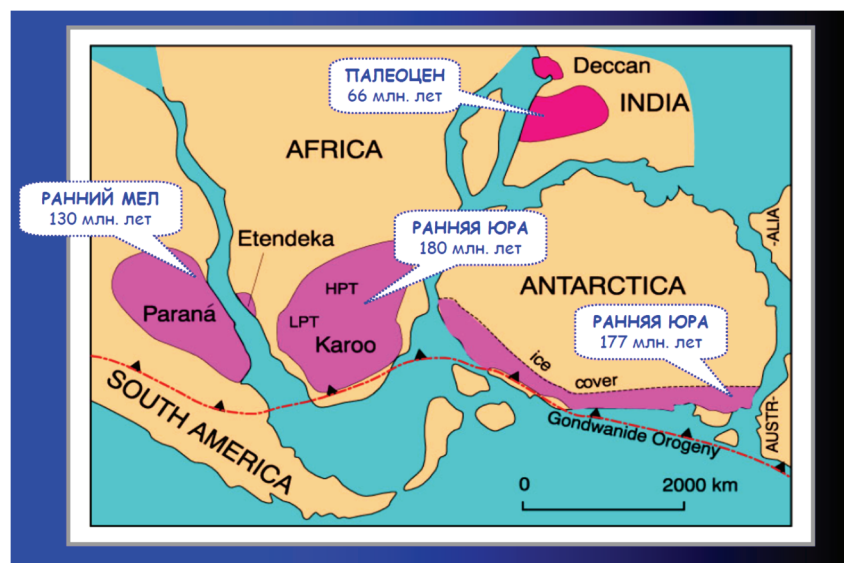 ПАЛЕОЦЕН
66 млн. лет
Deccan
INDIA
AFRICA
РАННИЙ МЕЛ
130 млн. лет
Etendeka
РАННЯЯ ЮРА
180 млн. лет
-ALIA
ANTARCTICA
HPT
Paraná
LPT
Karoo
РАННЯЯ ЮРА
177 млн. лет
ice
cover
SOUTH AMERICA
Gondwanide Orogeny
AUSTR-
0 2000 km